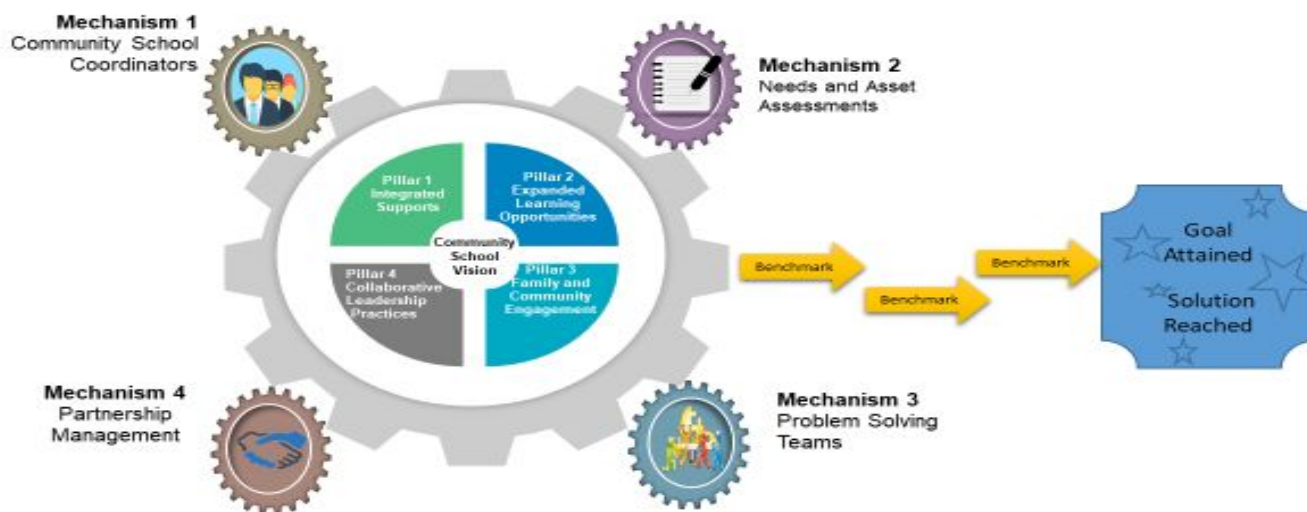 Mechanism 1
Community School
Coordinators
Mechanism 2
Needs and Asset
Assessments
Pillar 1
Integrated
Supports
Pillar 2
Expanded
Learning
Opportunities
Community
School
Vision
Pillar 4
Collaborative
Leadership
Practices
Pillar 3
Family and
Community
Engagement
Benchmark
Benchmark
Benchmark
Goal
Attained
Solution
Reached
Mechanism 4
Partnership
Management
Mechanism 3
Problem Solving
Teams